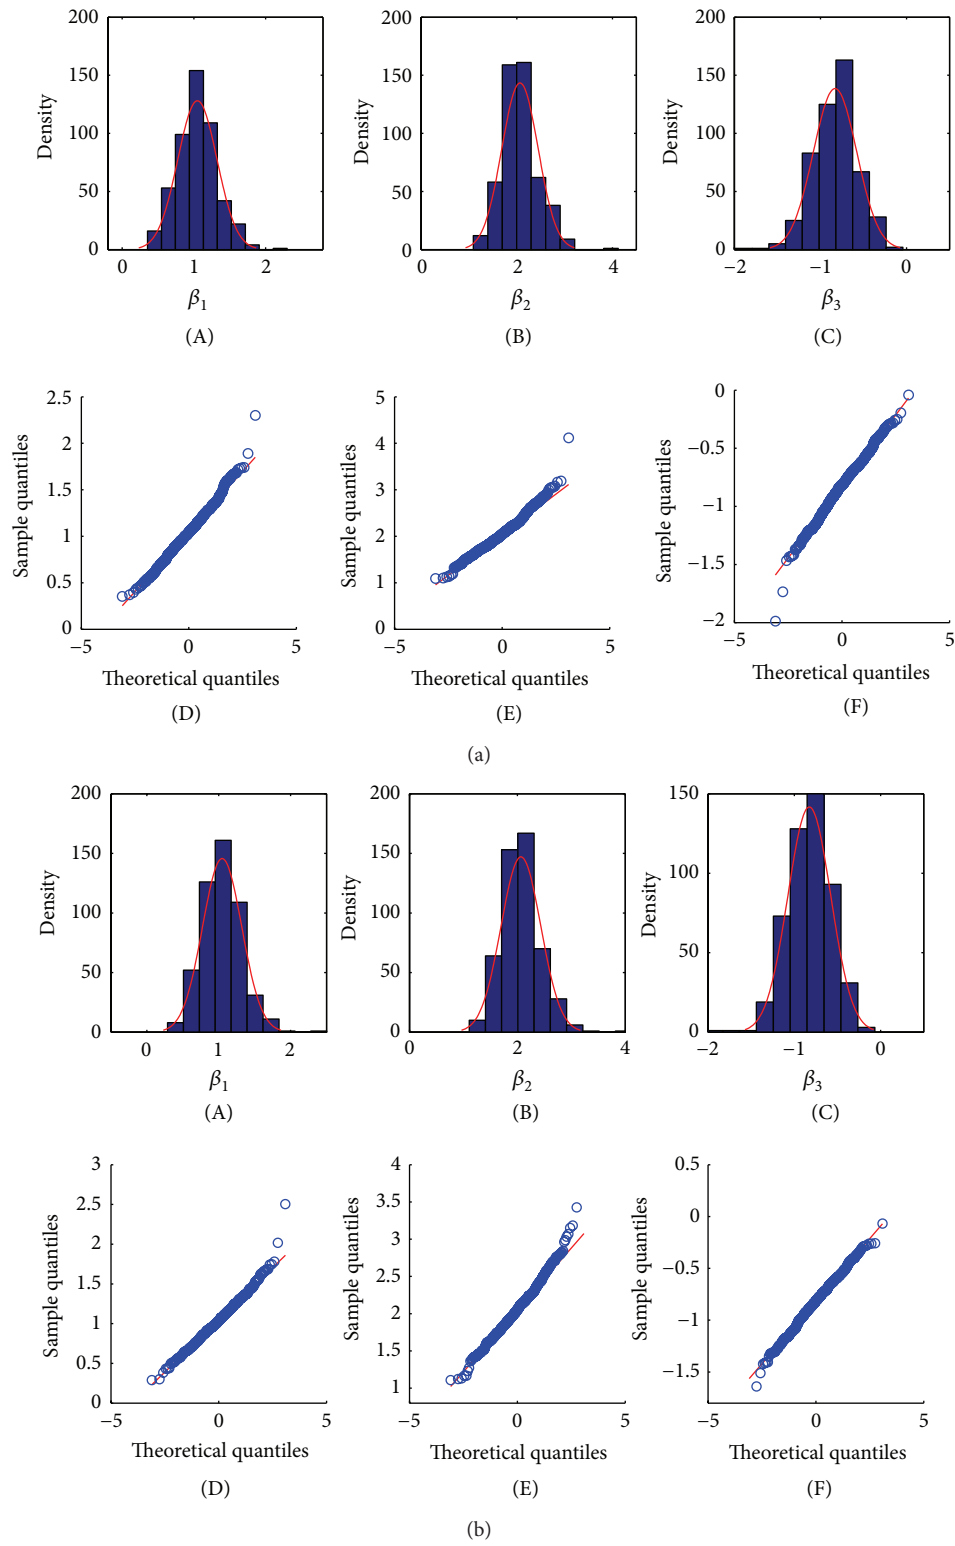 200
200
200
150
150
150
100
100
100
50
50
50
0
0
0
Density
Density
Density
0 1 2
0 2 4
−2 −1 0
β1
β2
β3
(A)
(B)
(C)
2.5
2
1.5
1
0.5
0
5
4
3
2
1
0
0
−0.5
−1
−1.5
−2
Sample quantiles
Sample quantiles
Sample quantiles
−5 0 5
−5 0 5
−5 0 5
Theoretical quantiles
Theoretical quantiles
Theoretical quantiles
(D)
(E)
(F)
(a)
200
150
100
50
0
200
150
100
50
0
150
100
50
0
Density
Density
Density
0 1 2
0 2 4
−2 −1 0
β1
β2
β3
(A)
(B)
(C)
3
2.5
2
1.5
1
0.5
0
4
3.5
3
2.5
2
1.5
1
0.5
0
−0.5
−1
−1.5
Sample quantiles
Sample quantiles
Sample quantiles
−5 0 5
−5 0 5
−5 0 5
Theoretical quantiles
Theoretical quantiles
Theoretical quantiles
(D)
(E)
(F)
(b)